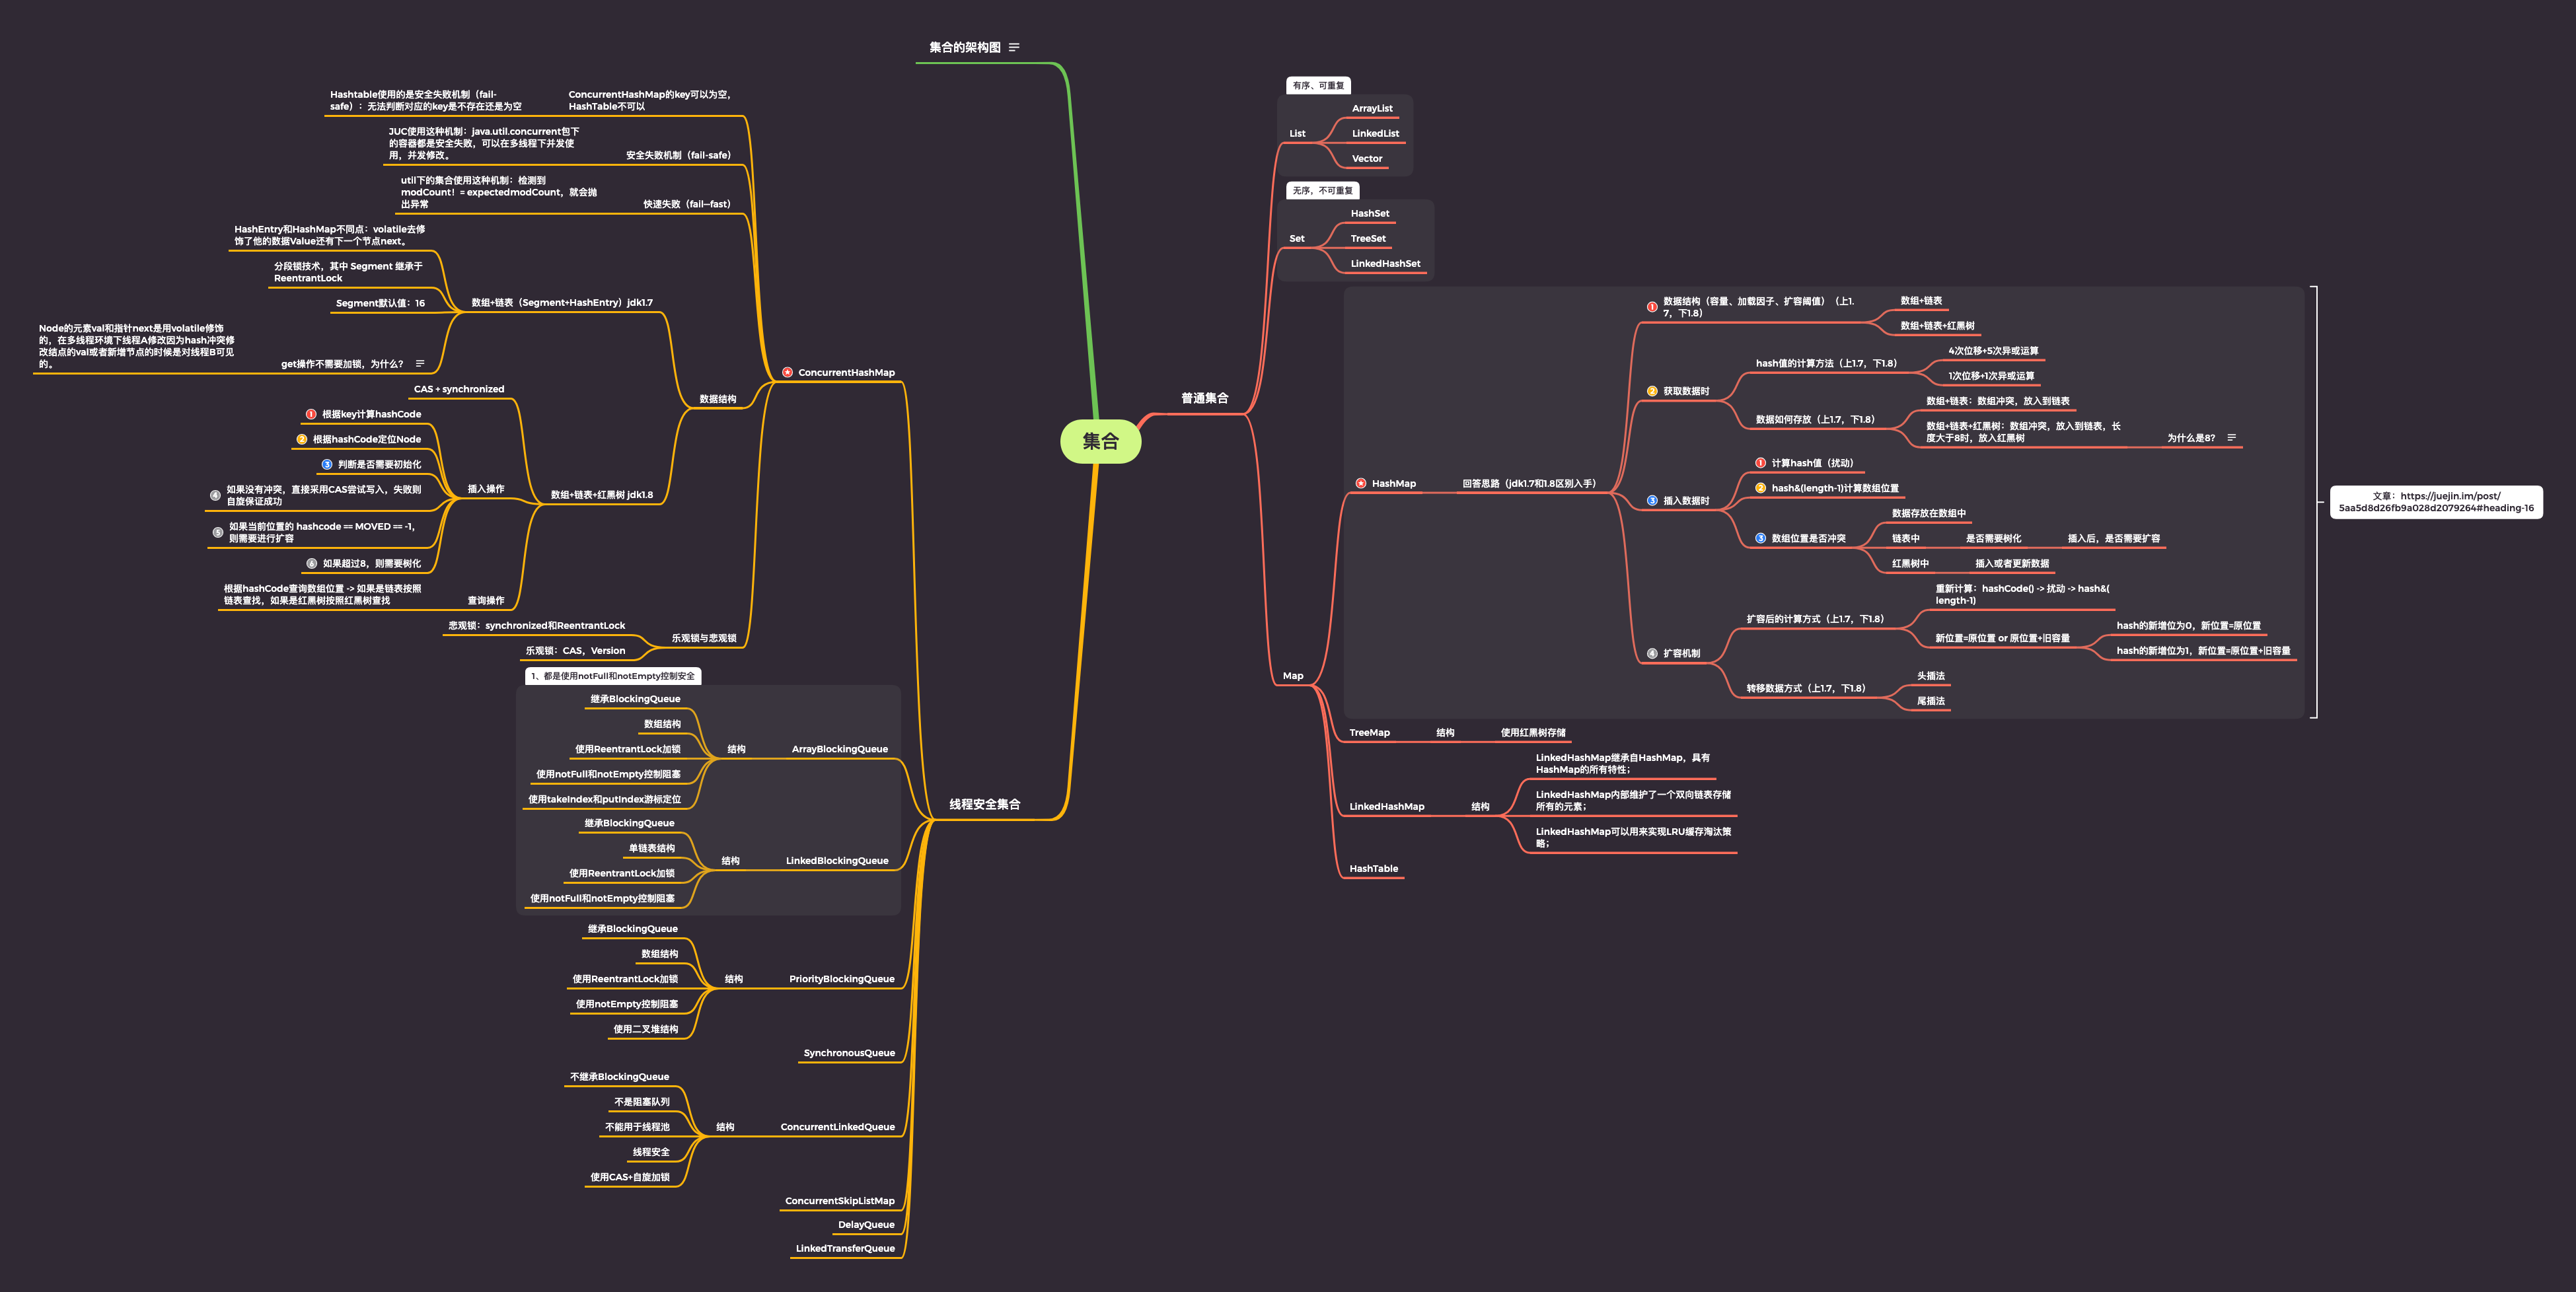 集合
集合的架构图
普通集合
有序、可重复
List
ArrayList
LinkedList
Vector
无序，不可重复
Set
HashSet
TreeSet
LinkedHashSet
Map
HashMap
回答思路（jdk1.7和1.8区别入手）
1 数据结构（容量、加载因子、扩容阈值）（上1.
7，下1.8）
数组+链表
数组+链表+红黑树
2 获取数据时
hash值的计算方法（上1.7，下1.8）
4次位移+5次异或运算
1次位移+1次异或运算
数据如何存放（上1.7，下1.8）
数组+链表：数组冲突，放入到链表
数组+链表+红黑树：数组冲突，放入到链表，长
度大于8时，放入红黑树
为什么是8？
3 插入数据时
1 计算hash值（扰动）
2 hash&(length-1)计算数组位置
3 数组位置是否冲突
数据存放在数组中
链表中
是否需要树化
插入后，是否需要扩容
红黑树中
插入或者更新数据
4 扩容机制
扩容后的计算方式（上1.7，下1.8）
重新计算：hashCode() -> 扰动 -> hash&(
length-1)
新位置=原位置 or 原位置+旧容量
hash的新增位为0，新位置=原位置
hash的新增位为1，新位置=原位置+旧容量
转移数据方式（上1.7，下1.8）
头插法
尾插法
文章：https://juejin.im/post/
5aa5d8d26fb9a028d2079264#heading-16
TreeMap
结构
使用红黑树存储
LinkedHashMap
结构
LinkedHashMap继承自HashMap，具有
HashMap的所有特性；
LinkedHashMap内部维护了一个双向链表存储
所有的元素；
LinkedHashMap可以用来实现LRU缓存淘汰策
略；
HashTable
线程安全集合
ConcurrentHashMap
ConcurrentHashMap的key可以为空，
HashTable不可以
Hashtable使用的是安全失败机制（fail-
safe）：无法判断对应的key是不存在还是为空
安全失败机制（fail-safe）
JUC使用这种机制：java.util.concurrent包下
的容器都是安全失败，可以在多线程下并发使
用，并发修改。
快速失败（fail—fast）
util下的集合使用这种机制：检测到
modCount！= expectedmodCount，就会抛
出异常
数据结构
数组+链表（Segment+HashEntry）jdk1.7
HashEntry和HashMap不同点：volatile去修
饰了他的数据Value还有下一个节点next。
分段锁技术，其中 Segment 继承于
ReentrantLock
Segment默认值：16
get操作不需要加锁，为什么？
Node的元素val和指针next是用volatile修饰
的，在多线程环境下线程A修改因为hash冲突修
改结点的val或者新增节点的时候是对线程B可见
的。
数组+链表+红黑树 jdk1.8
CAS + synchronized
插入操作
1 根据key计算hashCode
2 根据hashCode定位Node
3 判断是否需要初始化
4 如果没有冲突，直接采用CAS尝试写入，失败则
自旋保证成功
5 如果当前位置的 hashcode == MOVED == -1,
则需要进行扩容
6 如果超过8，则需要树化
查询操作
根据hashCode查询数组位置 -> 如果是链表按照
链表查找，如果是红黑树按照红黑树查找
乐观锁与悲观锁
悲观锁：synchronized和ReentrantLock
乐观锁：CAS，Version
1、都是使用notFull和notEmpty控制安全
ArrayBlockingQueue
结构
继承BlockingQueue
数组结构
使用ReentrantLock加锁
使用notFull和notEmpty控制阻塞
使用takeIndex和putIndex游标定位
LinkedBlockingQueue
结构
继承BlockingQueue
单链表结构
使用ReentrantLock加锁
使用notFull和notEmpty控制阻塞
PriorityBlockingQueue
结构
继承BlockingQueue
数组结构
使用ReentrantLock加锁
使用notEmpty控制阻塞
使用二叉堆结构
SynchronousQueue
ConcurrentLinkedQueue
结构
不继承BlockingQueue
不是阻塞队列
不能用于线程池
线程安全
使用CAS+自旋加锁
ConcurrentSkipListMap
DelayQueue
LinkedTransferQueue